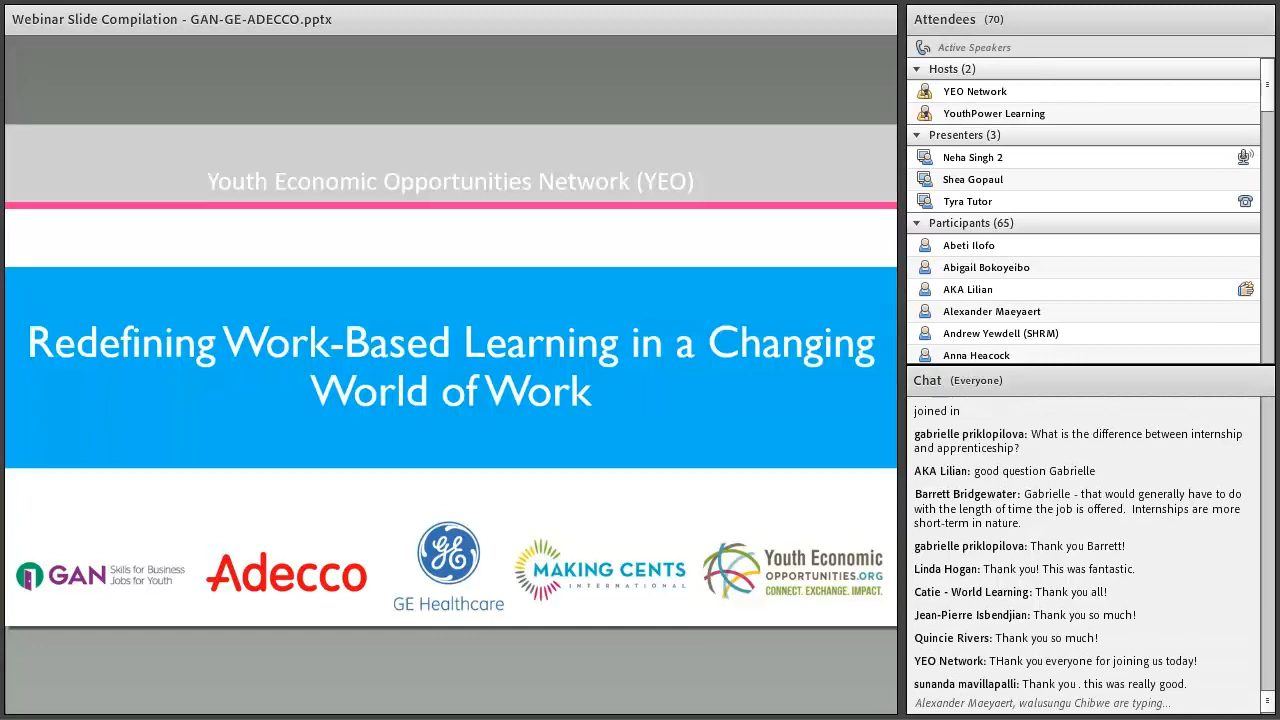 Webinar Slide Compilation - GAN-GE-ADECCO.pptx
Youth Economic Opportunities Network (YEO)
Redefining Work-Based Learning in a Changing
World of Work
GAN Skills for Business
Jobs for Youth
Adecco
GE
GE Healthcare
MAKING CENTS
INTERNATIONAL
Youth Economic
OPPORTUNITIES.ORG
CONNECT. EXCHANGE. IMPACT.
Attendees (70)
Active Speakers
Hosts (2)
YEO Network
YouthPower Learning
Presenters (3)
Neha Singh 2
Shea Gopaul
Tyra Tutor
Participants (65)
Abeti Ilofo
Abigail Bokoyeibo
AKA Lilian
Alexander Maeyaert
Andrew Yewdell (SHRM)
Anna Heacock
Chat (Everyone)
joined in
gabrielle priklopilova: What is the difference between internship
and apprenticeship?
AKA Lilian: good question Gabrielle
Barrett Bridgewater: Gabrielle - that would generally have to do
with the length of time the job is offered. Internships are more
short-term in nature.
gabrielle priklopilova: Thank you Barrett!
Linda Hogan: Thank you! This was fantastic.
Catie - World Learning: Thank you all!
Jean-Pierre Isbendjian: Thank you so much!
Quincie Rivers: Thank you so much!
YEO Network: THank you everyone for joining us today!
sunanda mavillapalli: Thank you . this was really good.
Alexander Maeyaert, walusungu Chibwe are typing...